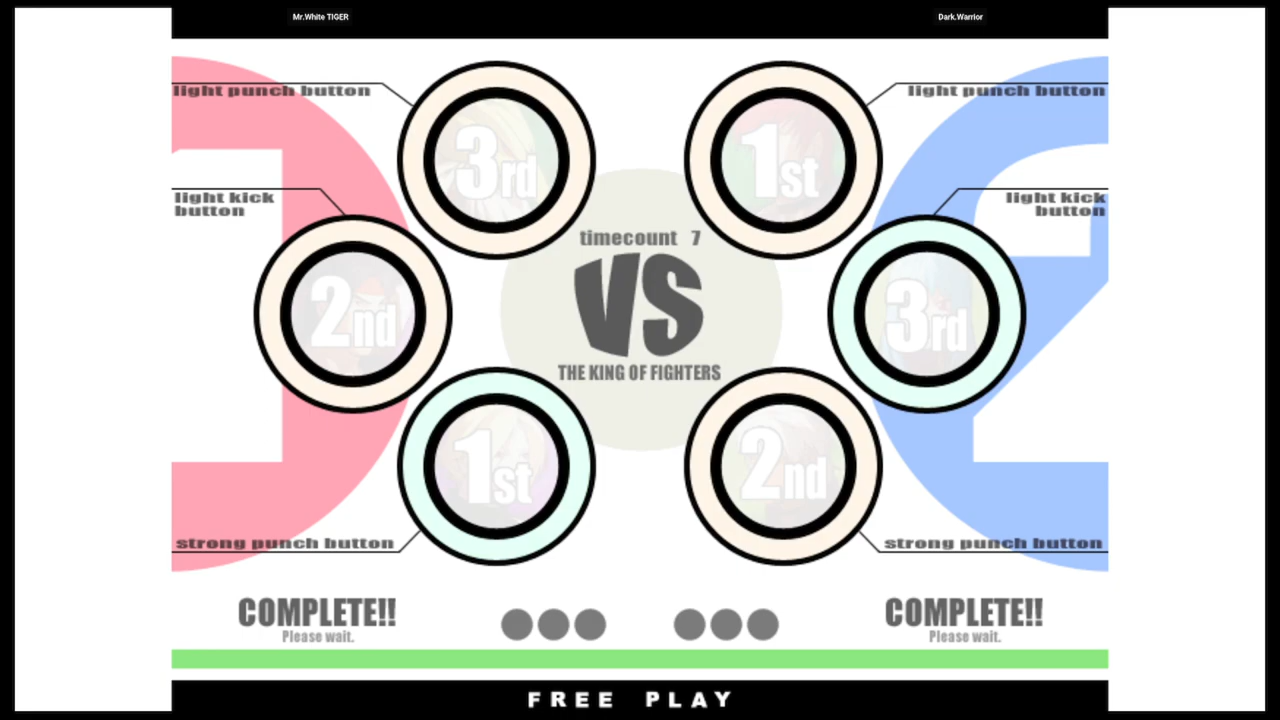 Mr.White TIGER
Dark.Warrior
light punch button
light punch button
3rd
1st
light kick
button
light kick
button
timecount 7
2nd
VS
3rd
THE KING OF FIGHTERS
1st
2nd
strong punch button
strong punch button
COMPLETE!!
Please wait.
COMPLETE!!
Please wait.
FREE PLAY